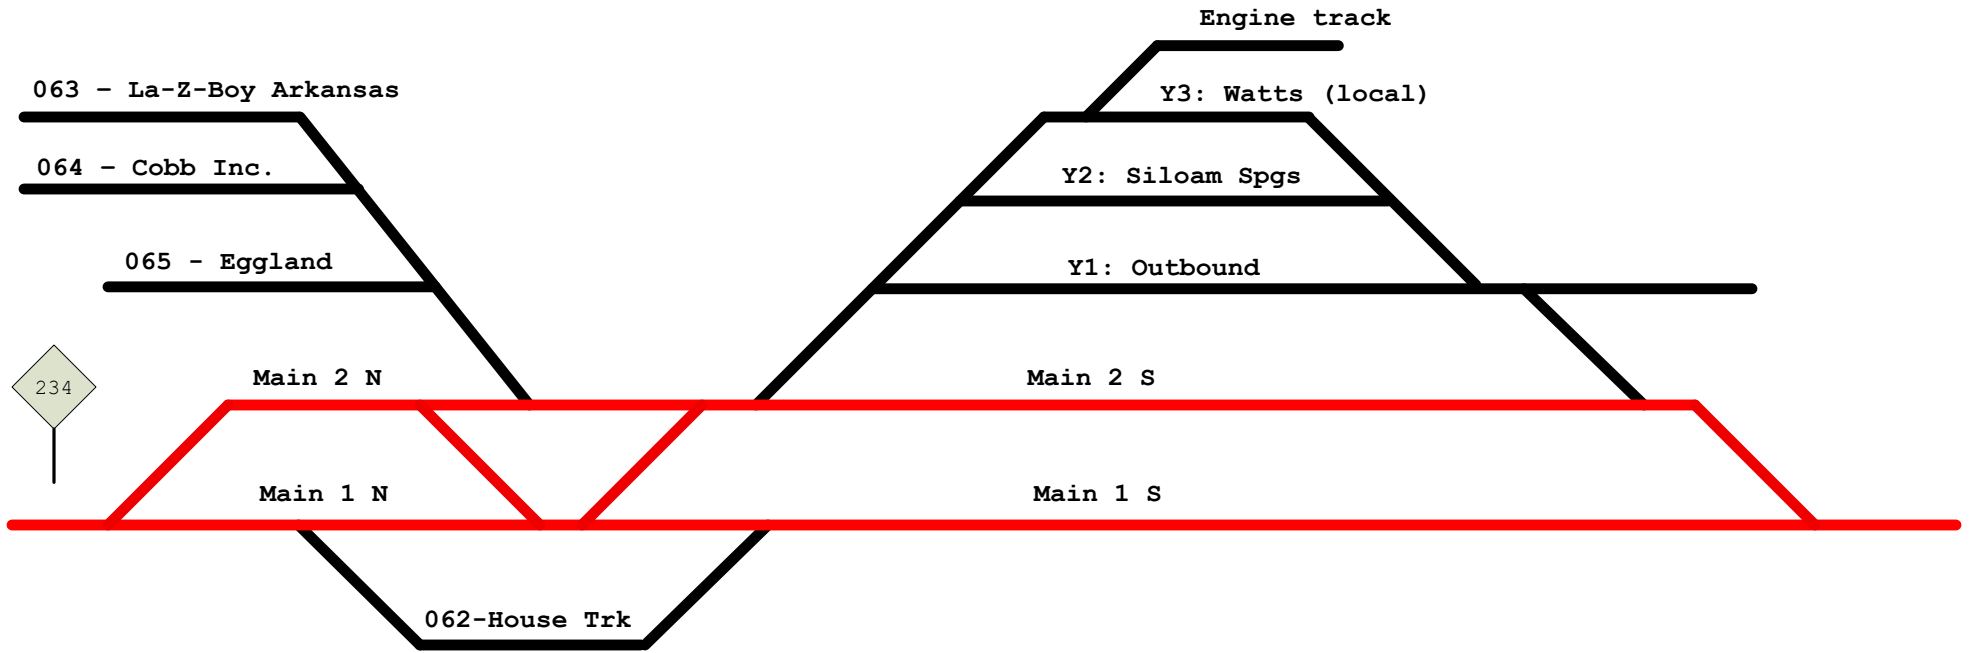 Engine track
063 – La-Z-Boy Arkansas
Y3: Watts (local)
064 – Cobb Inc.
Y2: Siloam Spgs
065 - Eggland
Y1: Outbound
234
Main 2 N
Main 2 S
Main 1 N
Main 1 S
062-House Trk